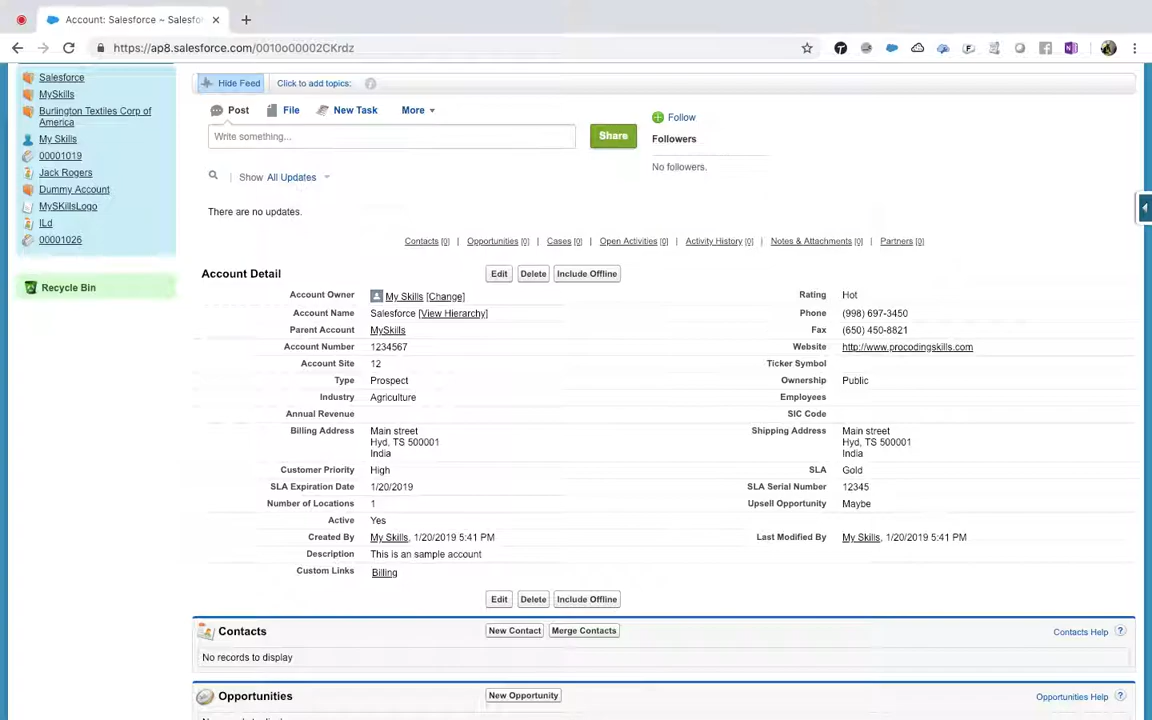 Account: Salesforce ~ Salesfo
https://ap8.salesforce.com/0010o00002CKrdz
Salesforce
MySkills
Burlington Textiles Corp of
America
My Skills
00001019
Jack Rogers
Dummy Account
MySKillsLogo
ILd
00001026
Recycle Bin
Hide Feed
Click to add topics:
Post File New Task More
Write something...
Share
Follow
Followers
No followers.
Show All Updates
There are no updates.
Contacts [0] | Opportunities [0] | Cases [0] | Open Activities [0] | Activity History [0] | Notes & Attachments [0] | Partners [0]
Account Detail Edit Delete Include Offline
Account Owner My Skills [Change] Rating Hot
Account Name Salesforce [View Hierarchy] Phone (998) 697-3450
Parent Account MySkills Fax (650) 450-8821
Account Number 1234567 Website http://www.procodingskills.com
Account Site 12 Ticker Symbol
Type Prospect Ownership Public
Industry Agriculture Employees
Annual Revenue SIC Code
Billing Address Main street Shipping Address Main street
Hyd, TS 500001 Hyd, TS 500001
India India
Customer Priority High SLA Gold
SLA Expiration Date 1/20/2019 SLA Serial Number 12345
Number of Locations 1 Upsell Opportunity Maybe
Active Yes
Created By My Skills, 1/20/2019 5:41 PM Last Modified By My Skills, 1/20/2019 5:41 PM
Description This is an sample account
Custom Links Billing
Edit Delete Include Offline
Contacts New Contact Merge Contacts Contacts Help ?
No records to display
Opportunities New Opportunity Opportunities Help ?